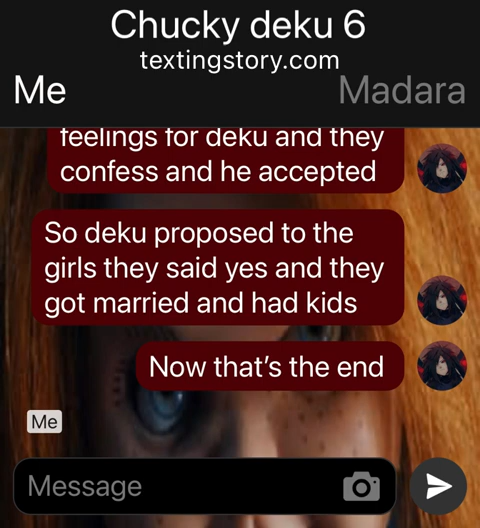 Chucky deku 6
textingstory.com
Me
Madara
feelings for deku and they
confess and he accepted
So deku proposed to the
girls they said yes and they
got married and had kids
Now that's the end
Me
Message